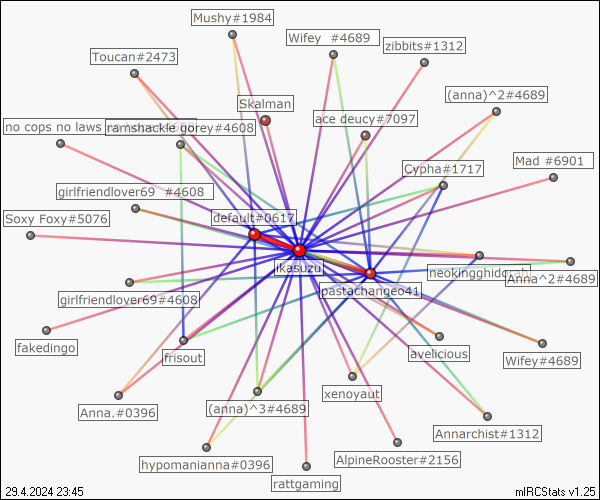 Mushy#1984
Wifey  #4689
zibbits#1312
Toucan#2473
(anna)^2#4689
Skalman
ace deucy#7097
no cops no laws
ramshackle gorey#4608
Cypha#1717
Mad #6901
girlfriendlover69  #4608
Soxy Foxy#5076
default#0617
ikasuzu
neokingghidorah
Anna^2#4689
pastachangeo41
girlfriendlover69#4608
fakedingo
frisout
avelicious
Wifey#4689
Anna.#0396
(anna)^3#4689
xenoyaut
Annarchist#1312
hypomanianna#0396
AlpineRooster#2156
rattgaming
29.4.2024 23:45
mIRCStats v1.25